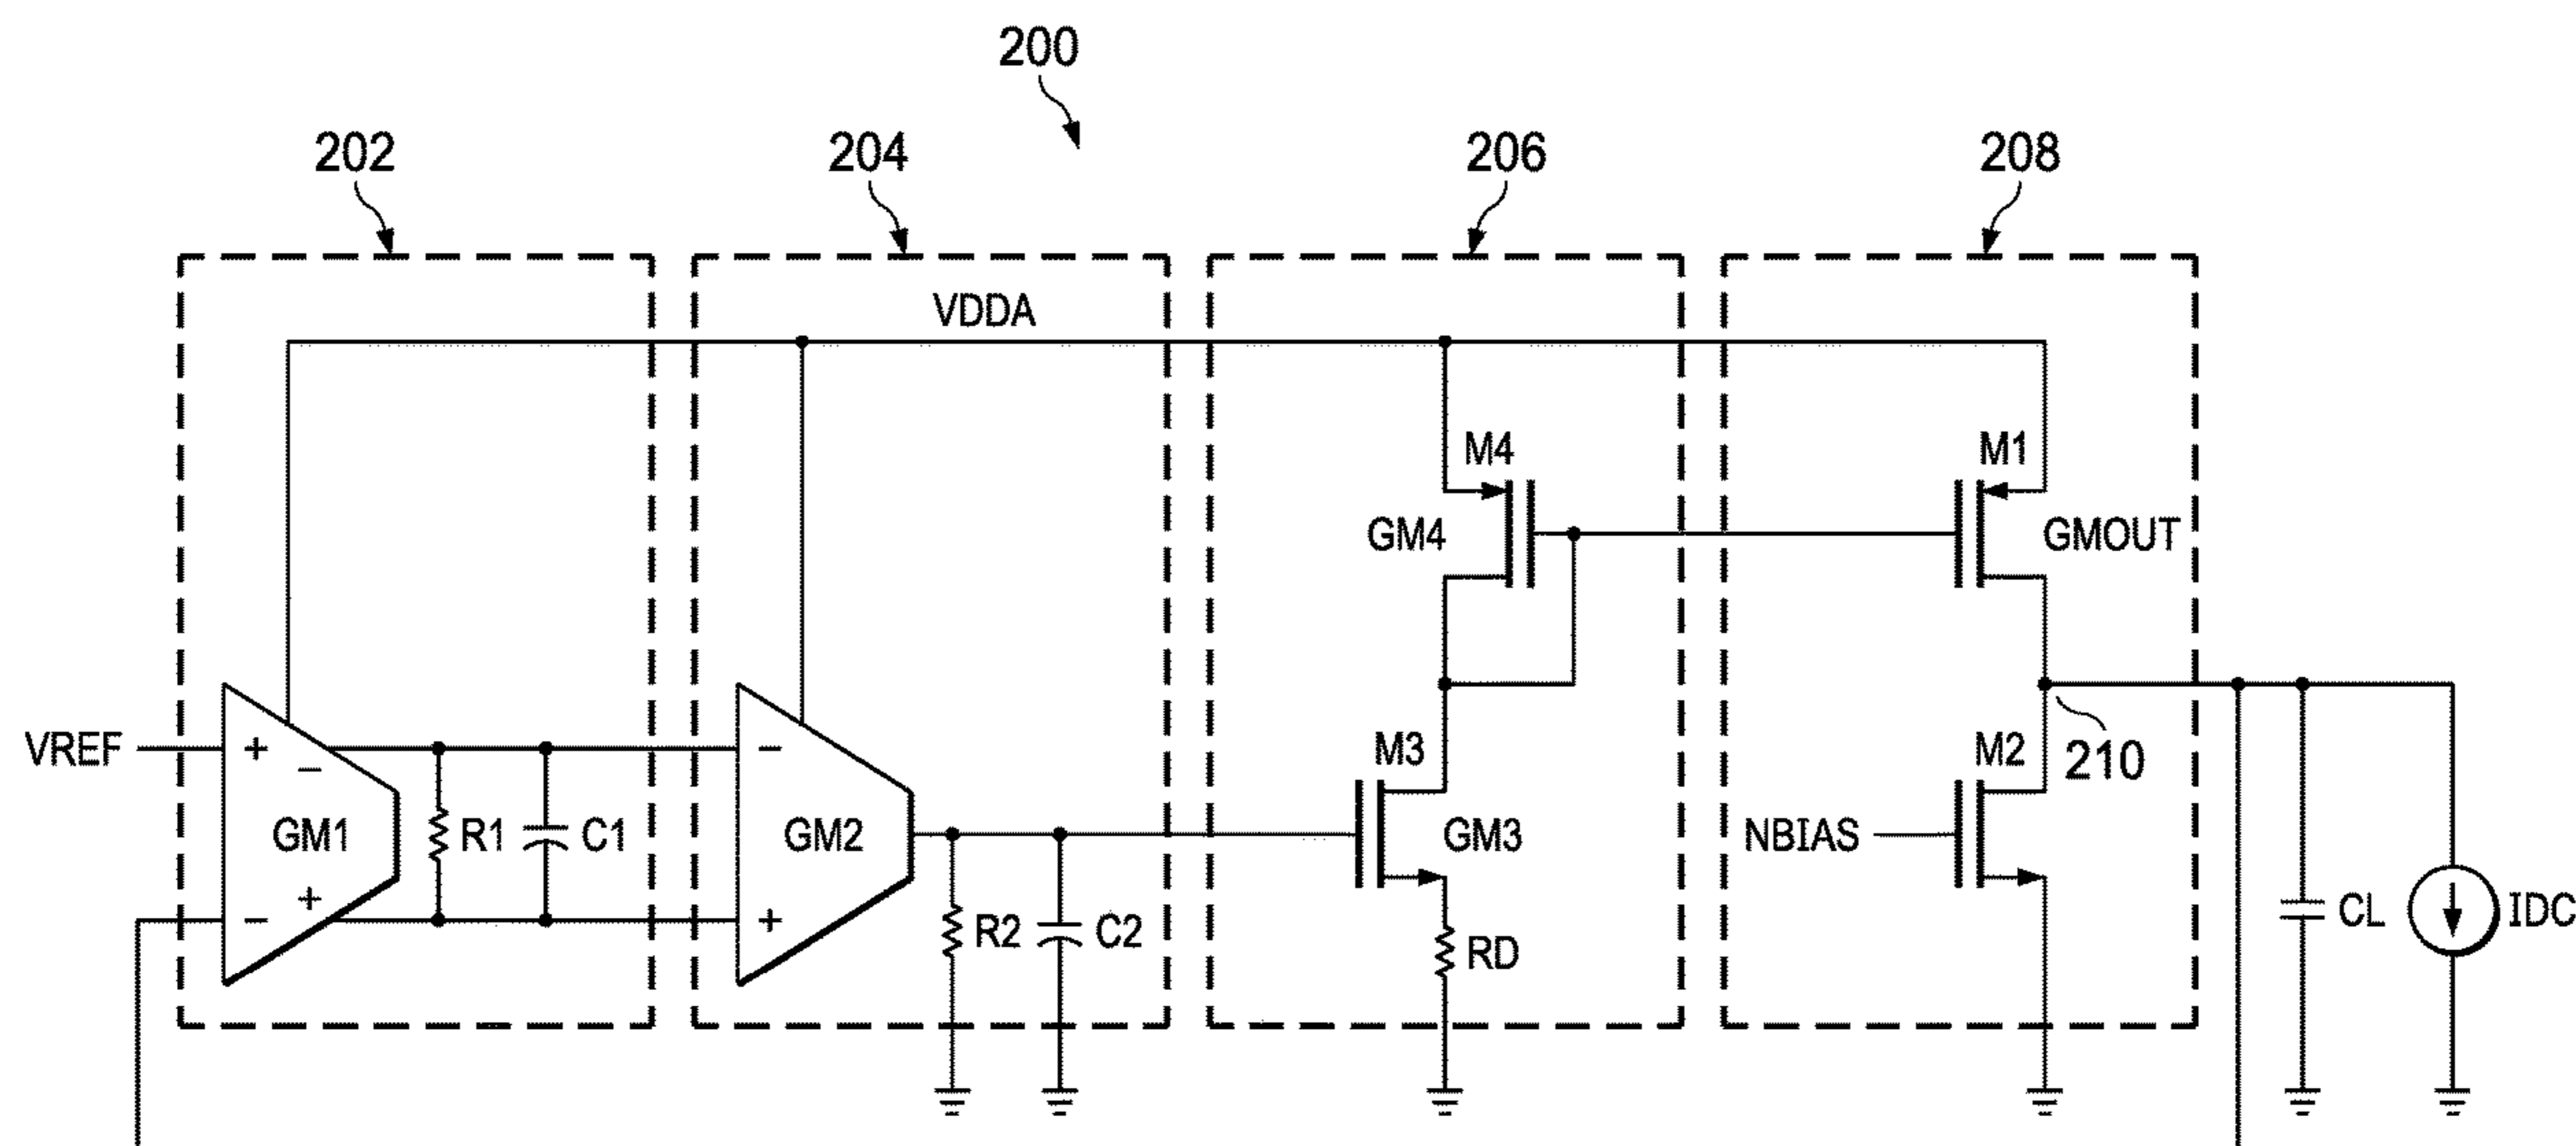 200
202
204
206
208
VDDA
M4
M1
GM4
GMOUT
VREF
+
−
−
M3
M2
210
GM1
R1
C1
GM2
GM3
NBIAS
+
−
+
R2
C2
RD
CL
IDC